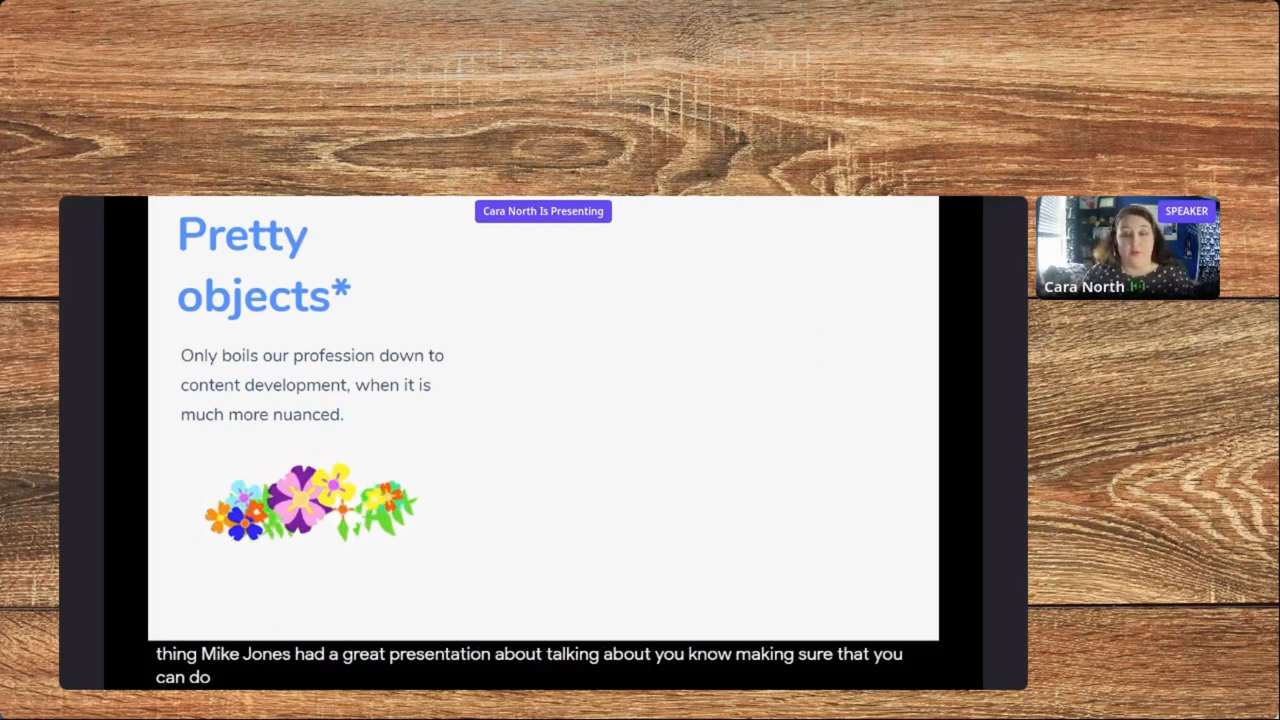 Cara North Is Presenting
Pretty
objects*
Only boils our profession down to
content development, when it is
much more nuanced.
SPEAKER
Cara North
thing Mike Jones had a great presentation about talking about you know making sure that you
can do